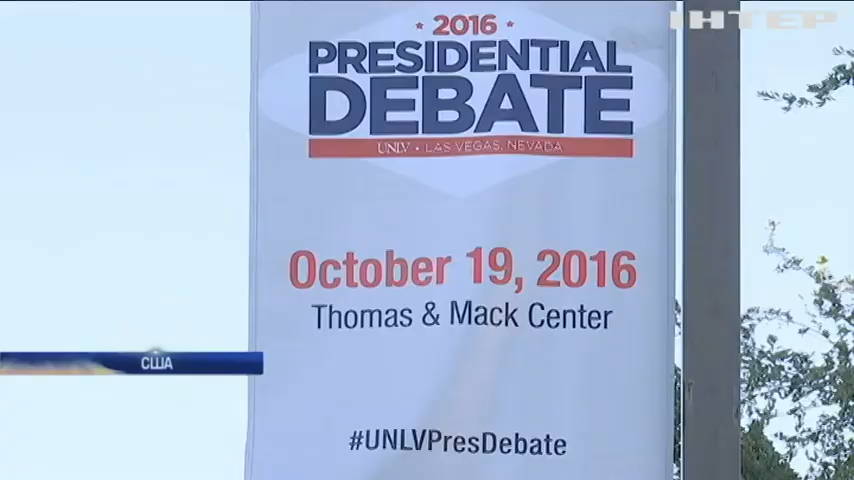 ІНТЕР
2016
PRESIDENTIAL
DEBATE
UNLV • LAS VEGAS, NEVADA
October 19, 2016
Thomas & Mack Center
США
#UNLVPresDebate